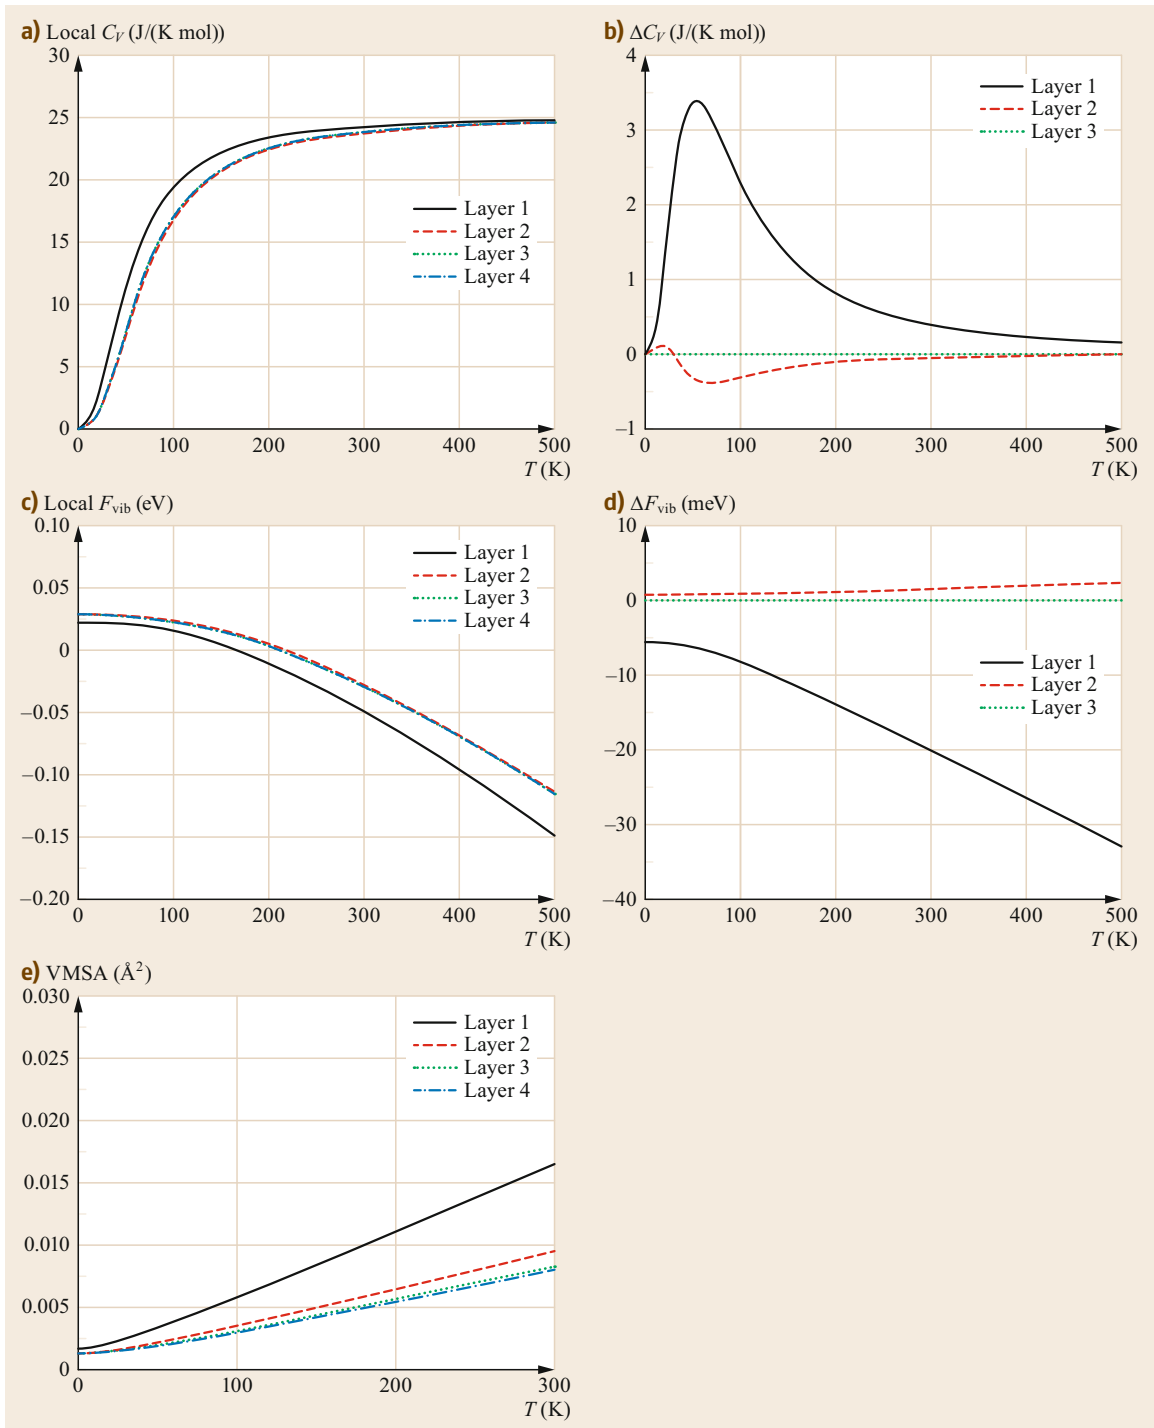 a) Local C_V (J/(K mol))
30
25
20
15
10
5
0
0 100 200 300 400 500
T (K)
Layer 1
Layer 2
Layer 3
Layer 4
b) ΔC_V (J/(K mol))
4
3
2
1
0
–1
0 100 200 300 400 500
T (K)
Layer 1
Layer 2
Layer 3
c) Local F_vib (eV)
0.10
0.05
0
–0.05
–0.10
–0.15
–0.20
0 100 200 300 400 500
T (K)
Layer 1
Layer 2
Layer 3
Layer 4
d) ΔF_vib (meV)
10
0
–10
–20
–30
–40
0 100 200 300 400 500
T (K)
Layer 1
Layer 2
Layer 3
e) VMSA (Å²)
0.030
0.025
0.020
0.015
0.010
0.005
0
0 100 200 300
T (K)
Layer 1
Layer 2
Layer 3
Layer 4